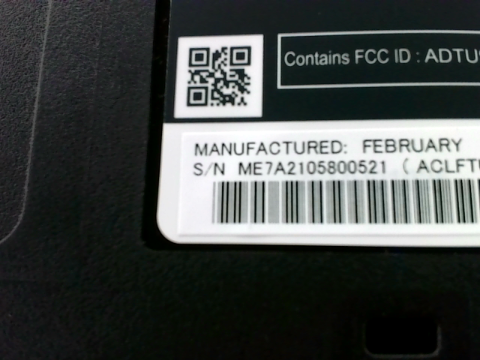 Contains FCC ID : ADTU
MANUFACTURED: FEBRUARY
S/N ME7A2105800521 ( ACLFT